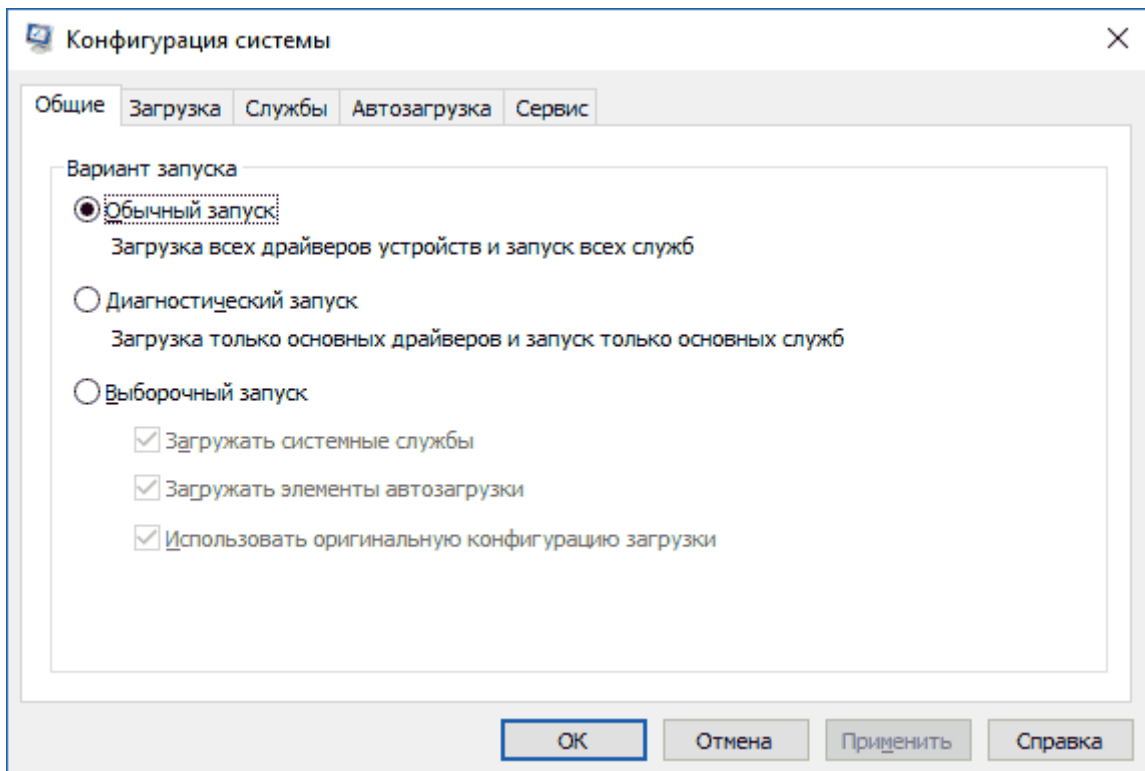 Конфигурация системы
Общие Загрузка Службы Автозагрузка Сервис
Вариант запуска
Обычный запуск
Загрузка всех драйверов устройств и запуск всех служб
Диагностический запуск
Загрузка только основных драйверов и запуск только основных служб
Выборочный запуск
Загружать системные службы
Загружать элементы автозагрузки
Использовать оригинальную конфигурацию загрузки
ОК Отмена Применить Справка